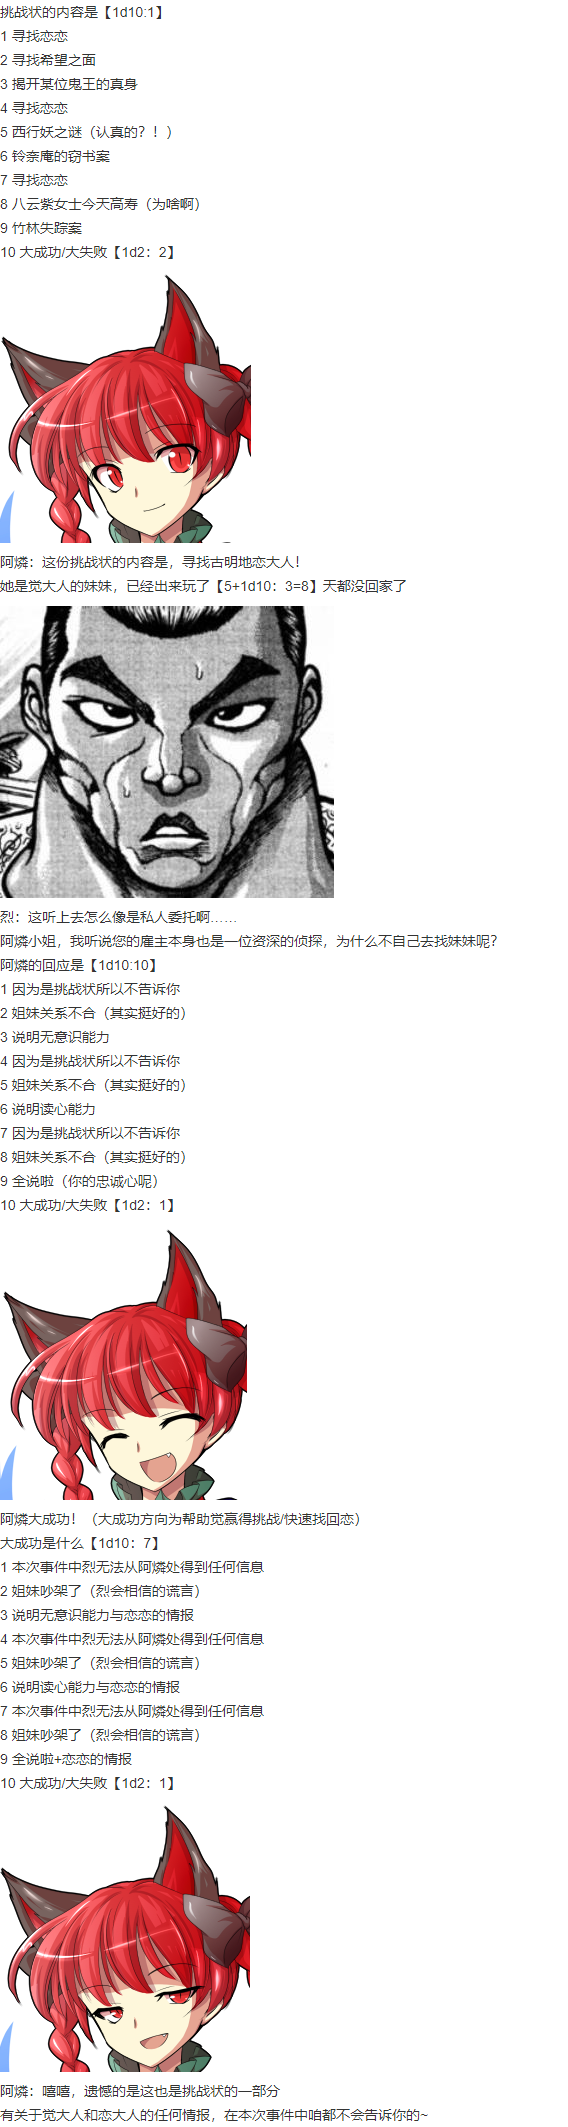 挑战状的内容是【1d10:1】
1 寻找恋恋
2 寻找希望之面
3 揭开某位鬼王的真身
4 寻找恋恋
5 西行妖之谜（认真的？！）
6 铃奈庵的窃书案
7 寻找恋恋
8 八云紫女士今天高寿（为啥啊）
9 竹林失踪案
10 大成功/大失败【1d2：2】
阿燐：这份挑战状的内容是，寻找古明地恋大人！
她是觉大人的妹妹，已经出来玩了【5+1d10：3=8】天都没回家了
烈：这听上去怎么像是私人委托啊……
阿燐小姐，我听说您的雇主本身也是一位资深的侦探，为什么不自己去找妹妹呢？
阿燐的回应是【1d10:10】
1 因为是挑战状所以不告诉你
2 姐妹关系不合（其实挺好的）
3 说明无意识能力
4 因为是挑战状所以不告诉你
5 姐妹关系不合（其实挺好的）
6 说明读心能力
7 因为是挑战状所以不告诉你
8 姐妹关系不合（其实挺好的）
9 全说啦（你的忠诚心呢）
10 大成功/大失败【1d2：1】
阿燐大成功！（大成功方向为帮助觉赢得挑战/快速找回恋）
大成功是什么【1d10：7】
1 本次事件中烈无法从阿燐处得到任何信息
2 姐妹吵架了（烈会相信的谎言）
3 说明无意识能力与恋恋的情报
4 本次事件中烈无法从阿燐处得到任何信息
5 姐妹吵架了（烈会相信的谎言）
6 说明读心能力与恋恋的情报
7 本次事件中烈无法从阿燐处得到任何信息
8 姐妹吵架了（烈会相信的谎言）
9 全说啦+恋恋的情报
10 大成功/大失败【1d2：1】
阿燐：嘻嘻，遗憾的是这也是挑战状的一部分
有关于觉大人和恋大人的任何情报，在本次事件中咱都不会告诉你的~